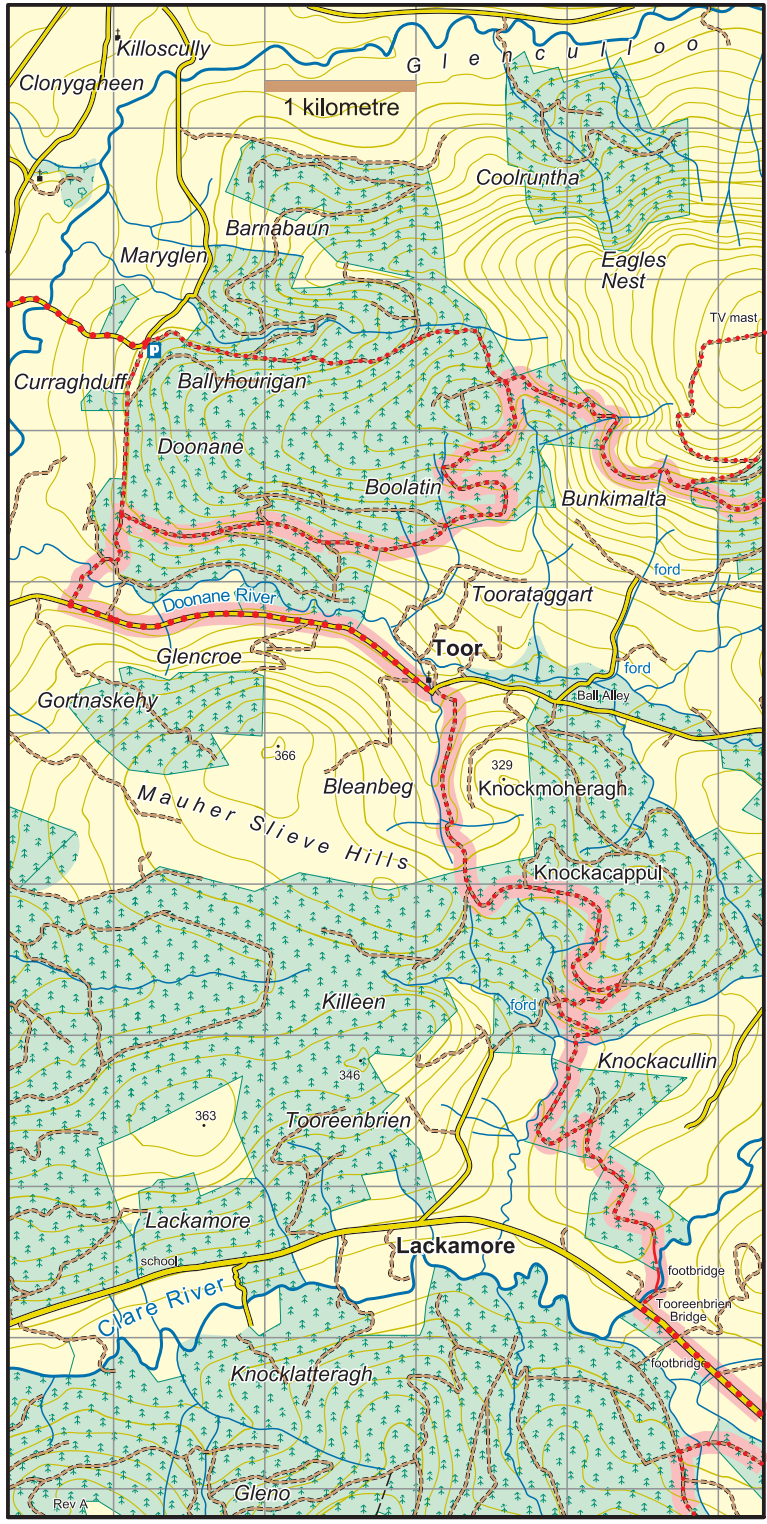 Killoscully
Glenculloo
Clonygaheen
1 kilometre
Coolruntha
Barnabaun
Maryglen
Eagles
Nest
TV mast
P
Curraghduff
Ballyhourigan
Doonane
Boolatin
Bunkimalta
ford
Toorataggart
Doonane River
Toor
Glencroe
ford
Ball Alley
Gortnaskehy
366
329
Bleanbeg
Knockmoheragh
Mauher Slieve Hills
Knockacappul
Killeen
ford
Knockacullin
346
363
Tooreenbrien
Lackamore
Lackamore
school
footbridge
Clare River
Tooreenbrien
Bridge
footbridge
Knocklatteragh
Gleno
Rev A